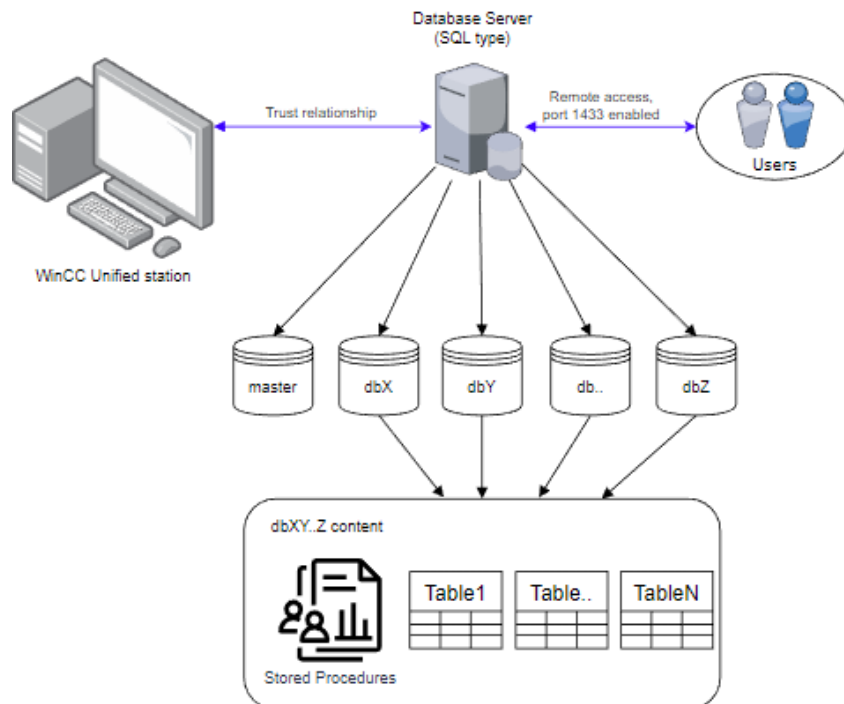 Database Server
(SQL type)
Trust relationship
Remote access,
port 1433 enabled
Users
WinCC Unified station
master
dbX
dbY
db..
dbZ
dbXY..Z content
Table1
Table..
TableN
Stored Procedures